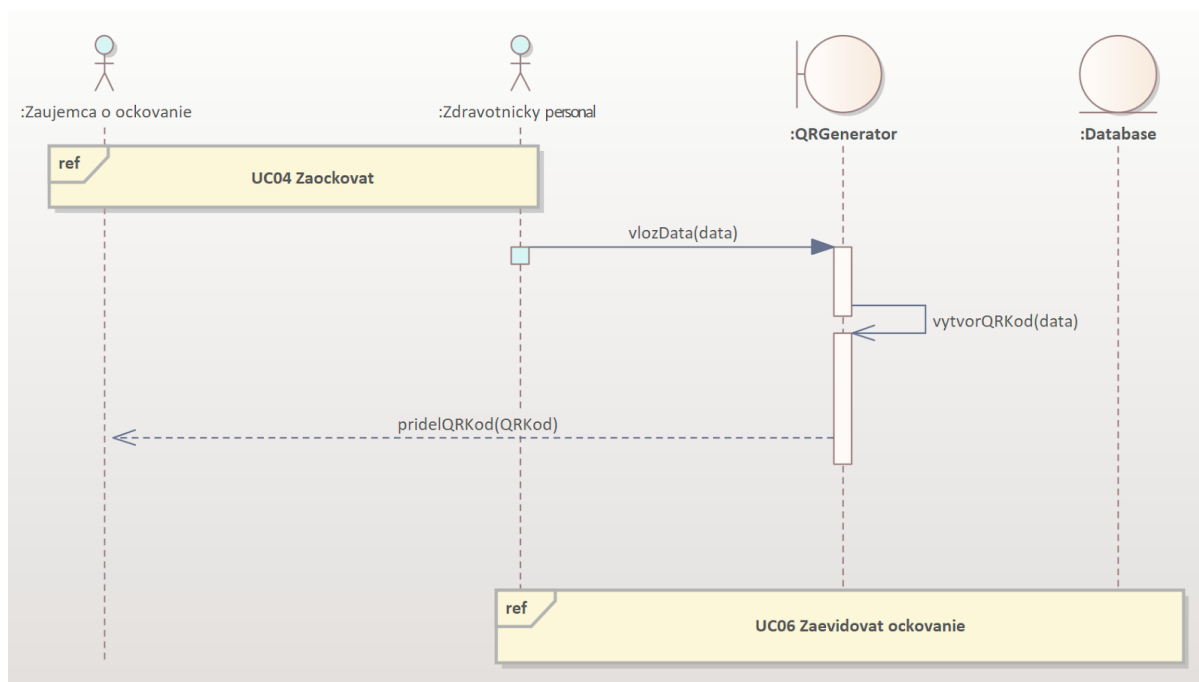 :Zaujemca o ockovanie
:Zdravotnicky personal
:QRGenerator
:Database
ref
UC04 Zaockovat
vlozData(data)
vytvorQRKod(data)
pridelQRKod(QRKod)
ref
UC06 Zaevidovat ockovanie